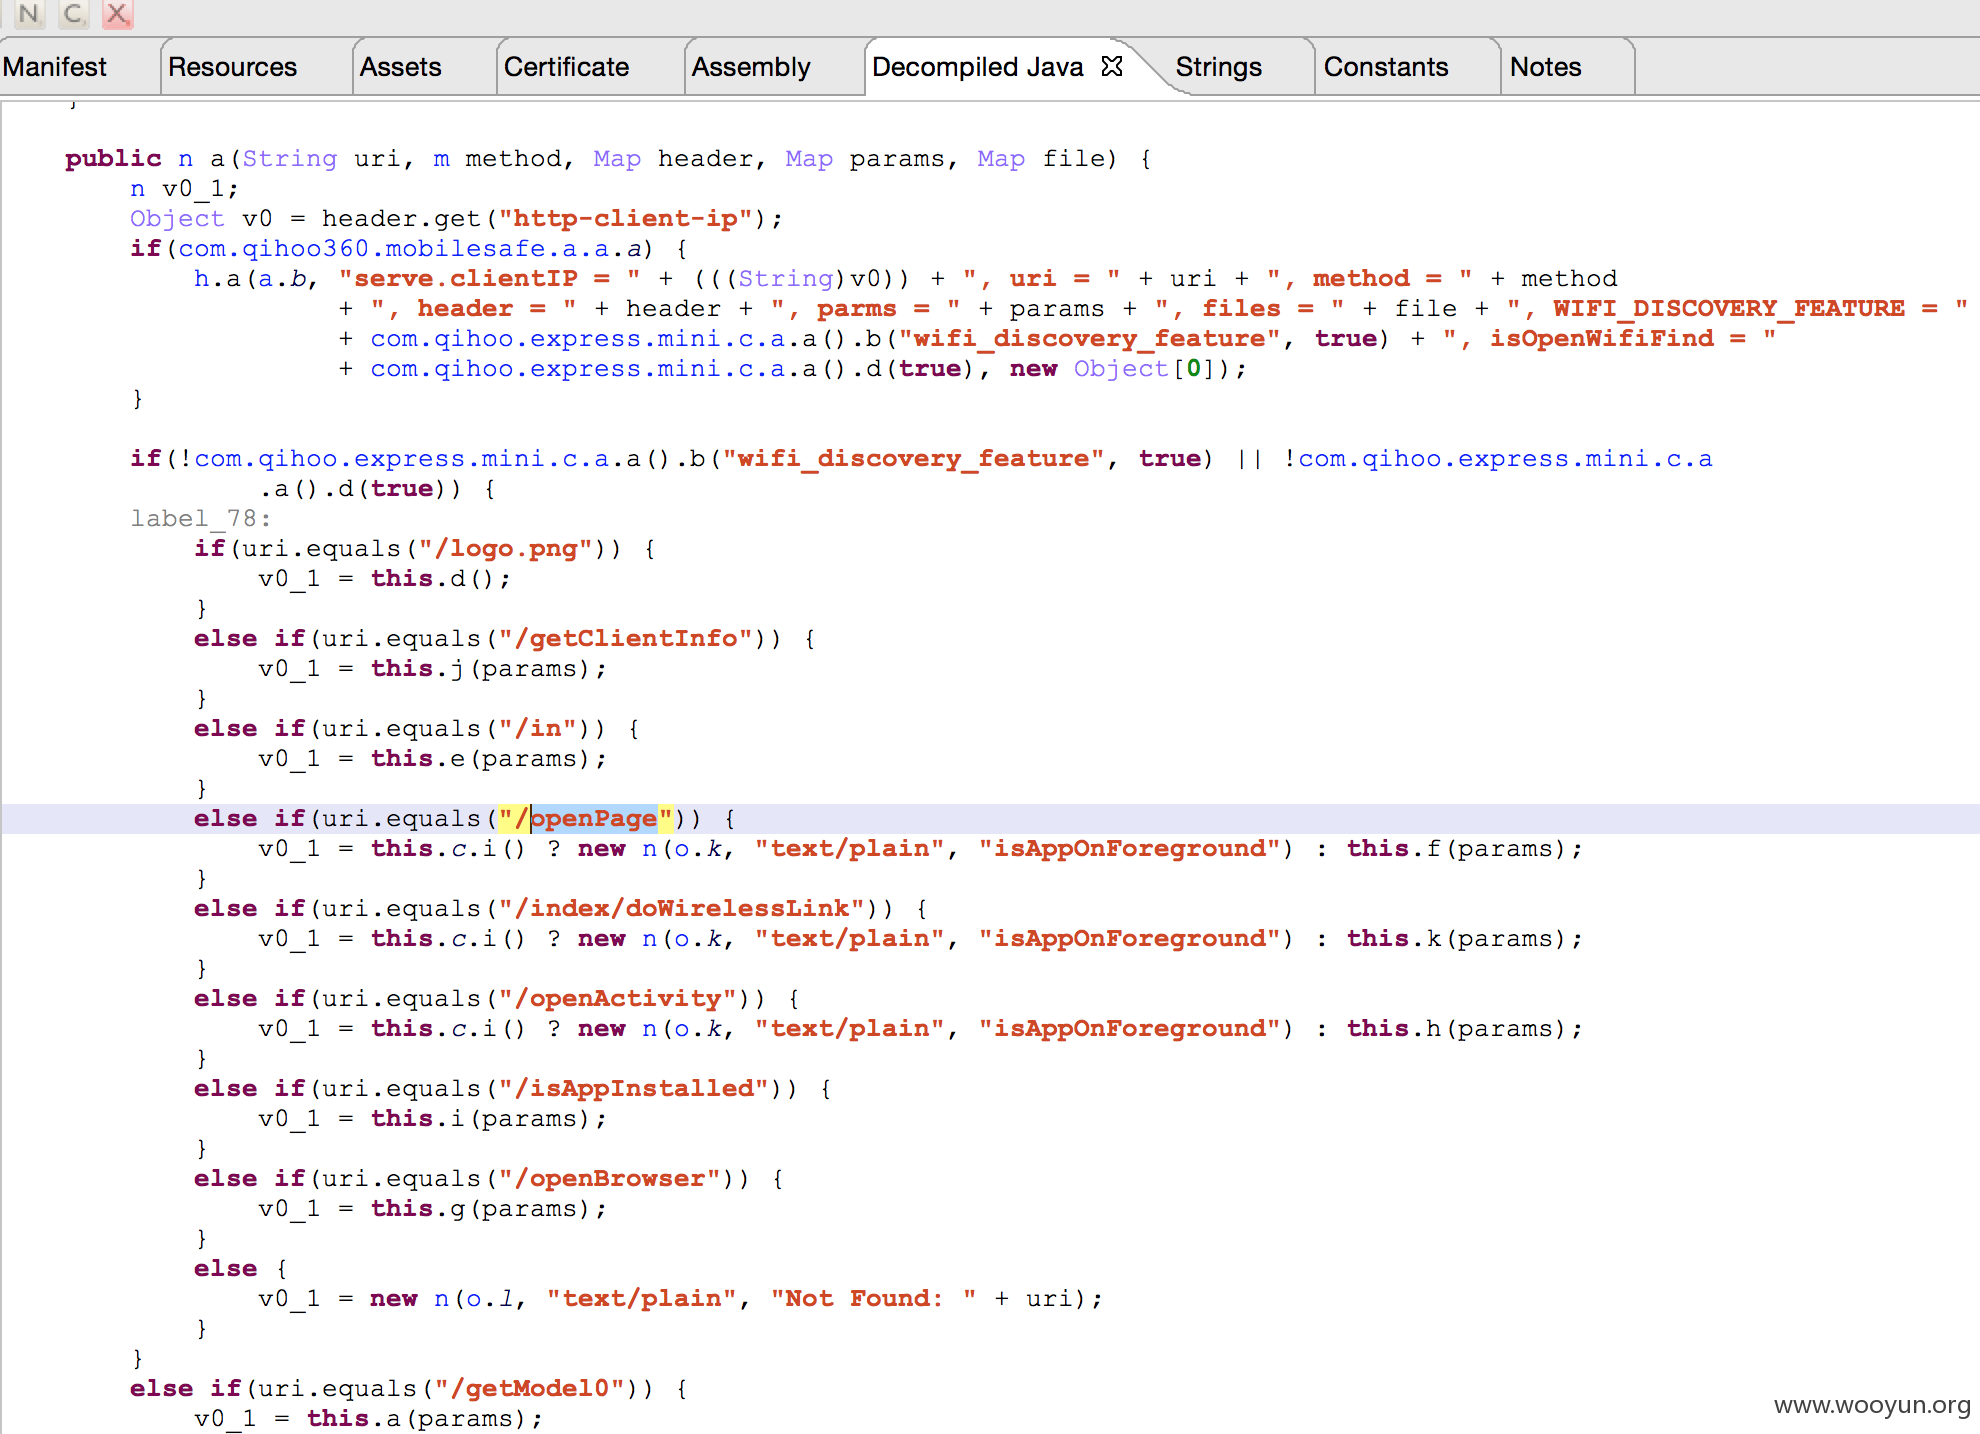 N C X
Manifest Resources Assets Certificate Assembly Decompiled Java Strings Constants Notes
}
public n a(String uri, m method, Map header, Map params, Map file) {
n v0_1;
Object v0 = header.get("http-client-ip");
if(com.qihoo360.mobilesafe.a.a.a) {
h.a(a.b, "serve.clientIP = " + (((String)v0)) + ", uri = " + uri + ", method = " + method
+ ", header = " + header + ", parms = " + params + ", files = " + file + ", WIFI_DISCOVERY_FEATURE = "
+ com.qihoo.express.mini.c.a.a().b("wifi_discovery_feature", true) + ", isOpenWifiFind = "
+ com.qihoo.express.mini.c.a.a().d(true), new Object[0]);
}
if(!com.qihoo.express.mini.c.a.a().b("wifi_discovery_feature", true) || !com.qihoo.express.mini.c.a
.a().d(true)) {
label_78:
if(uri.equals("/logo.png")) {
v0_1 = this.d();
}
else if(uri.equals("/getClientInfo")) {
v0_1 = this.j(params);
}
else if(uri.equals("/in")) {
v0_1 = this.e(params);
}
else if(uri.equals("/openPage")) {
v0_1 = this.c.i() ? new n(o.k, "text/plain", "isAppOnForeground") : this.f(params);
}
else if(uri.equals("/index/doWirelessLink")) {
v0_1 = this.c.i() ? new n(o.k, "text/plain", "isAppOnForeground") : this.k(params);
}
else if(uri.equals("/openActivity")) {
v0_1 = this.c.i() ? new n(o.k, "text/plain", "isAppOnForeground") : this.h(params);
}
else if(uri.equals("/isAppInstalled")) {
v0_1 = this.i(params);
}
else if(uri.equals("/openBrowser")) {
v0_1 = this.g(params);
}
else {
v0_1 = new n(o.l, "text/plain", "Not Found: " + uri);
}
}
else if(uri.equals("/getModel0")) {
v0_1 = this.a(params);
www.wooyun.org